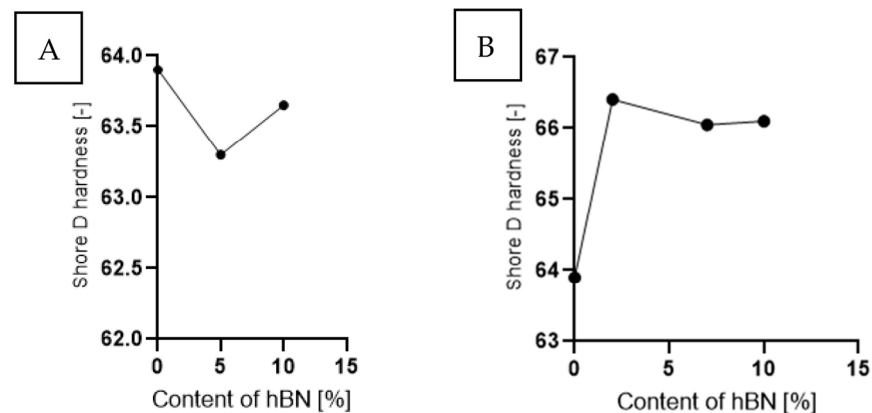 A
64.0
63.5
63.0
62.5
62.0
Shore D hardness [-]
0 5 10 15
Content of hBN [%]
B
67
66
65
64
63
Shore D hardness [-]
0 5 10 15
Content of hBN [%]